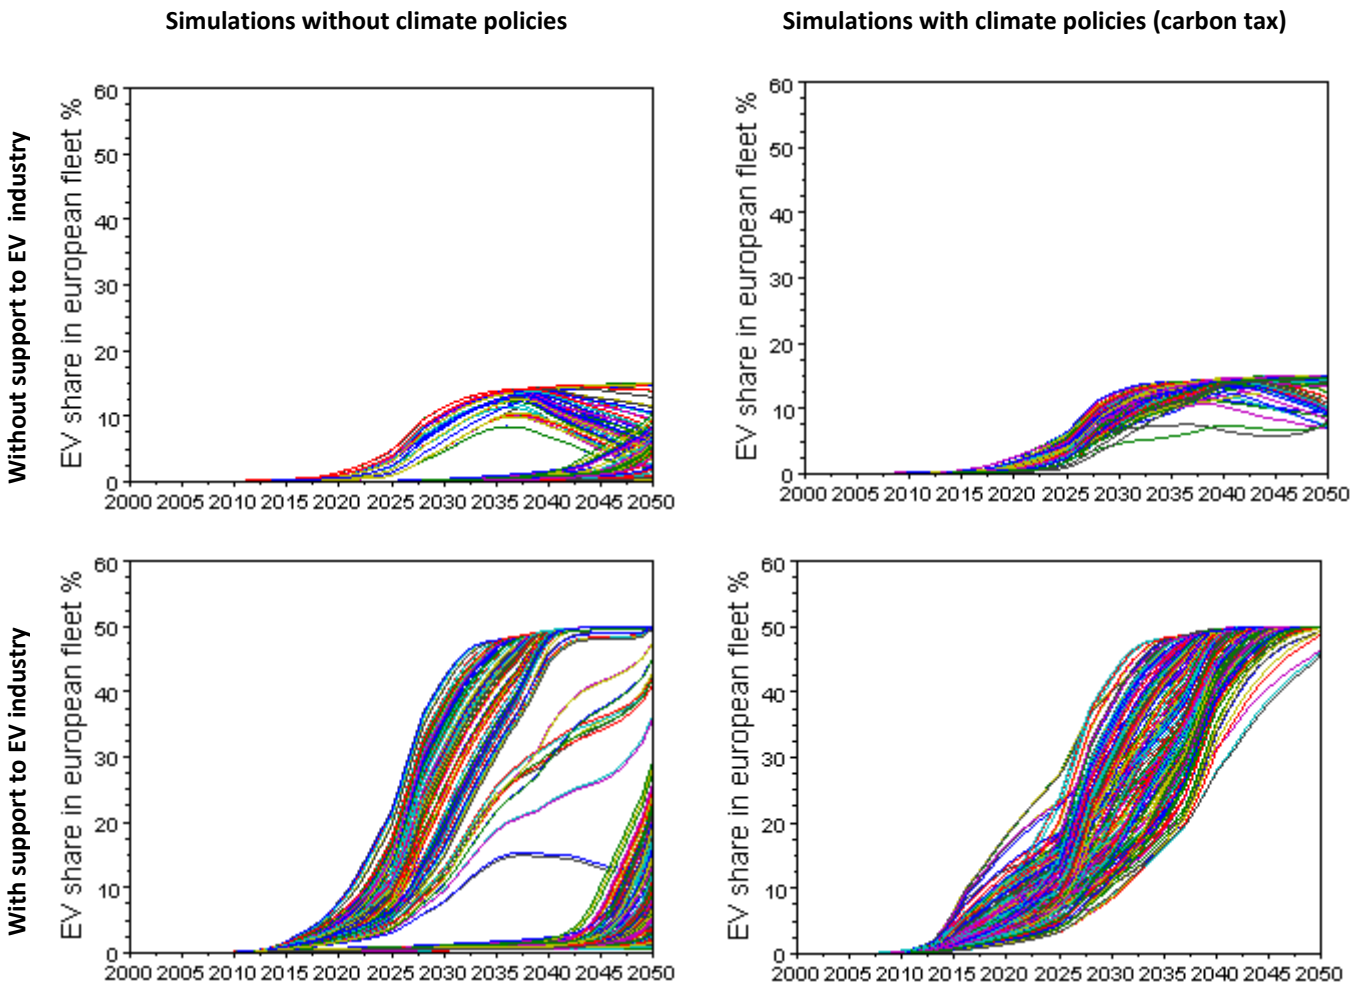 Simulations without climate policies
Simulations with climate policies (carbon tax)
Without support to EV industry
EV share in european fleet %
60
50
40
30
20
10
0
2000 2005 2010 2015 2020 2025 2030 2035 2040 2045 2050
EV share in european fleet %
60
50
40
30
20
10
0
2000 2005 2010 2015 2020 2025 2030 2035 2040 2045 2050
With support to EV industry
EV share in european fleet %
60
50
40
30
20
10
0
2000 2005 2010 2015 2020 2025 2030 2035 2040 2045 2050
EV share in european fleet %
60
50
40
30
20
10
0
2000 2005 2010 2015 2020 2025 2030 2035 2040 2045 2050